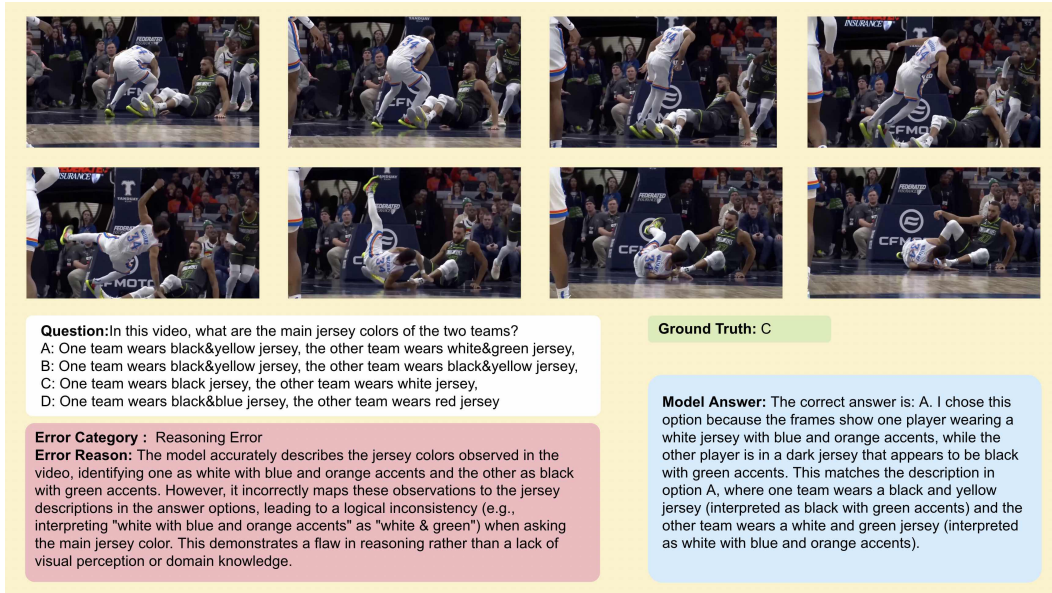 INSURANCE
FEDERATED
34
CFMOTO
Question:In this video, what are the main jersey colors of the two teams?
A: One team wears black&yellow jersey, the other team wears white&green jersey,
B: One team wears black&yellow jersey, the other team wears black&yellow jersey,
C: One team wears black jersey, the other team wears white jersey,
D: One team wears black&blue jersey, the other team wears red jersey
Ground Truth: C
Error Category : Reasoning Error
Error Reason: The model accurately describes the jersey colors observed in the
video, identifying one as white with blue and orange accents and the other as black
with green accents. However, it incorrectly maps these observations to the jersey
descriptions in the answer options, leading to a logical inconsistency (e.g.,
interpreting "white with blue and orange accents" as "white & green") when asking
the main jersey color. This demonstrates a flaw in reasoning rather than a lack of
visual perception or domain knowledge.
Model Answer: The correct answer is: A. I chose this
option because the frames show one player wearing a
white jersey with blue and orange accents, while the
other player is in a dark jersey that appears to be black
with green accents. This matches the description in
option A, where one team wears a black and yellow
jersey (interpreted as black with green accents) and the
other team wears a white and green jersey (interpreted
as white with blue and orange accents).